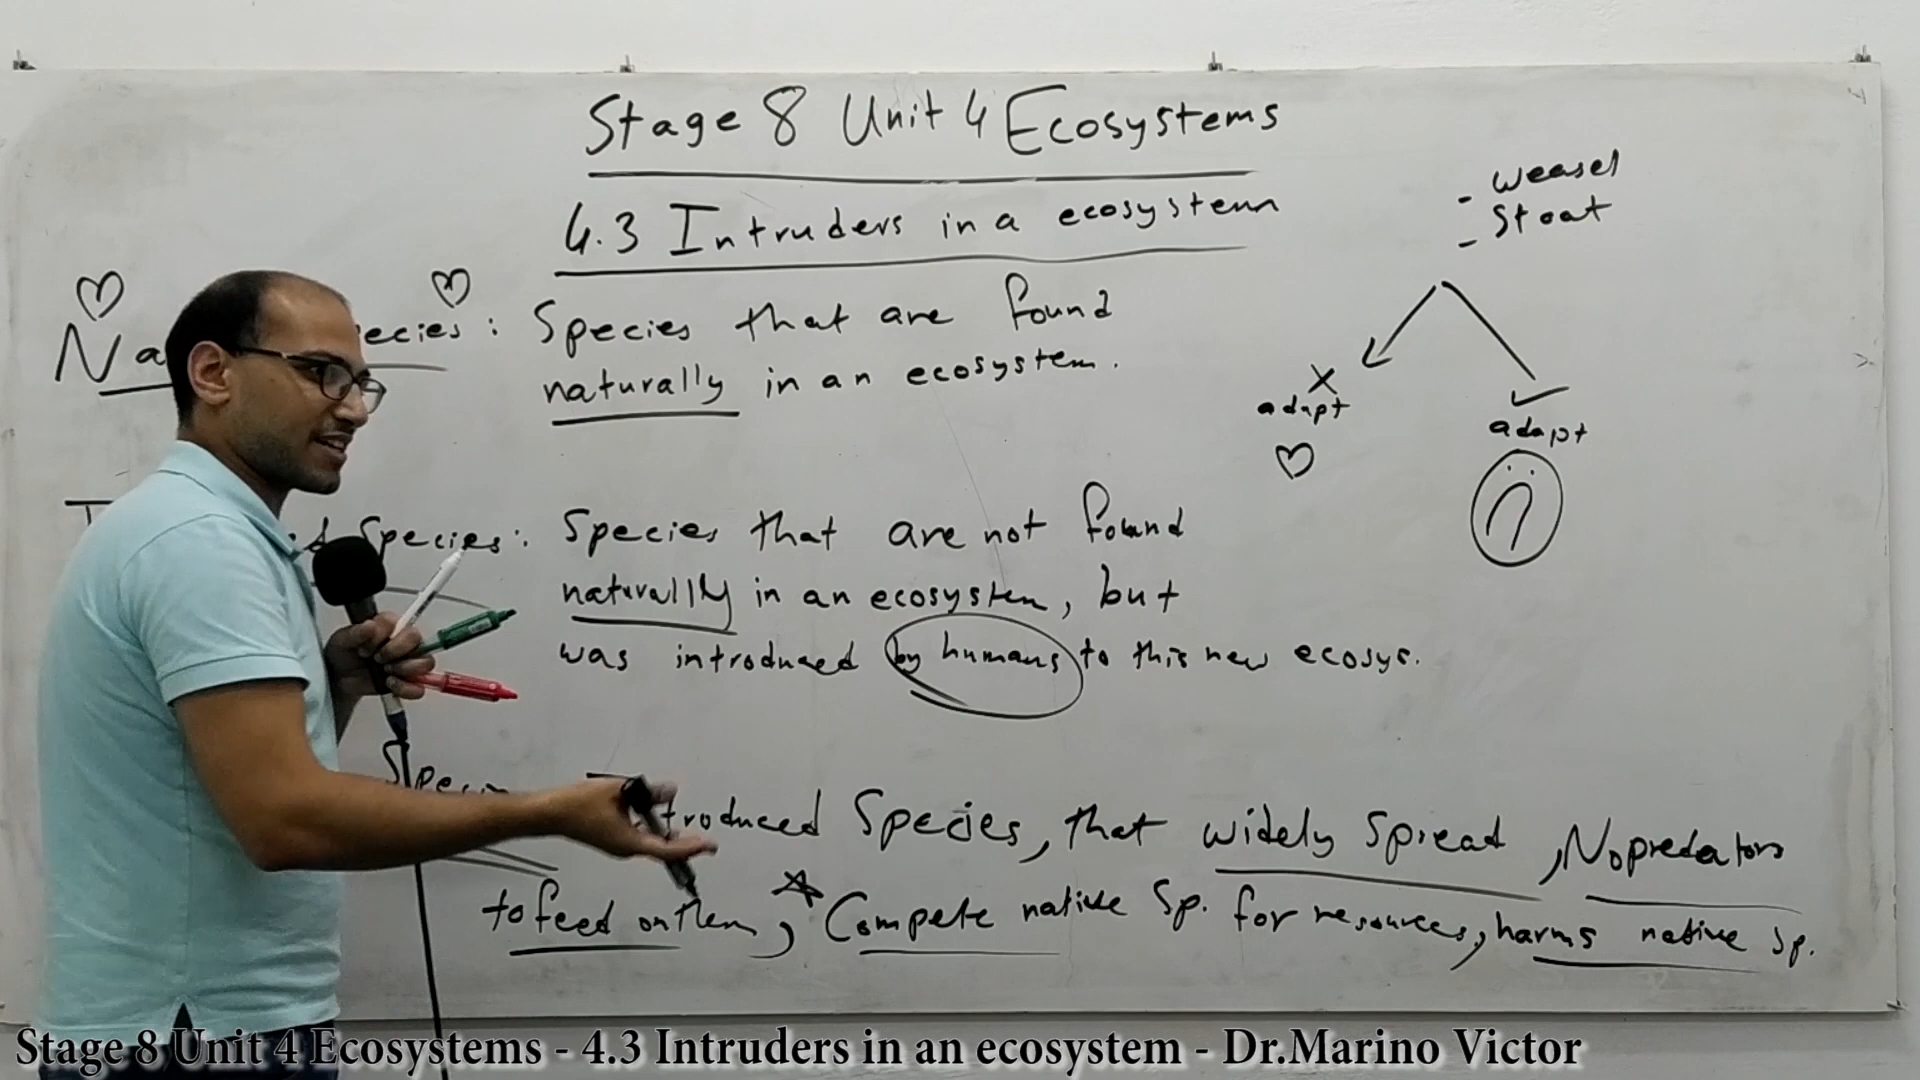 Stage 8 Unit 4 Ecosystems
4.3 Intruders in a ecosystem
- weasel
- Stoat
Na ecies : Species that are found
naturally in an ecosystem.
X
adapt
adapt
d Species: Species that are not found
naturally in an ecosystem, but
was introduced by humans to this new ecosys.
troduced Species, that widely spread, No predators
to feed on them, Compete native Sp. for resources, harms native Sp.
Stage 8 Unit 4 Ecosystems - 4.3 Intruders in an ecosystem - Dr.Marino Victor